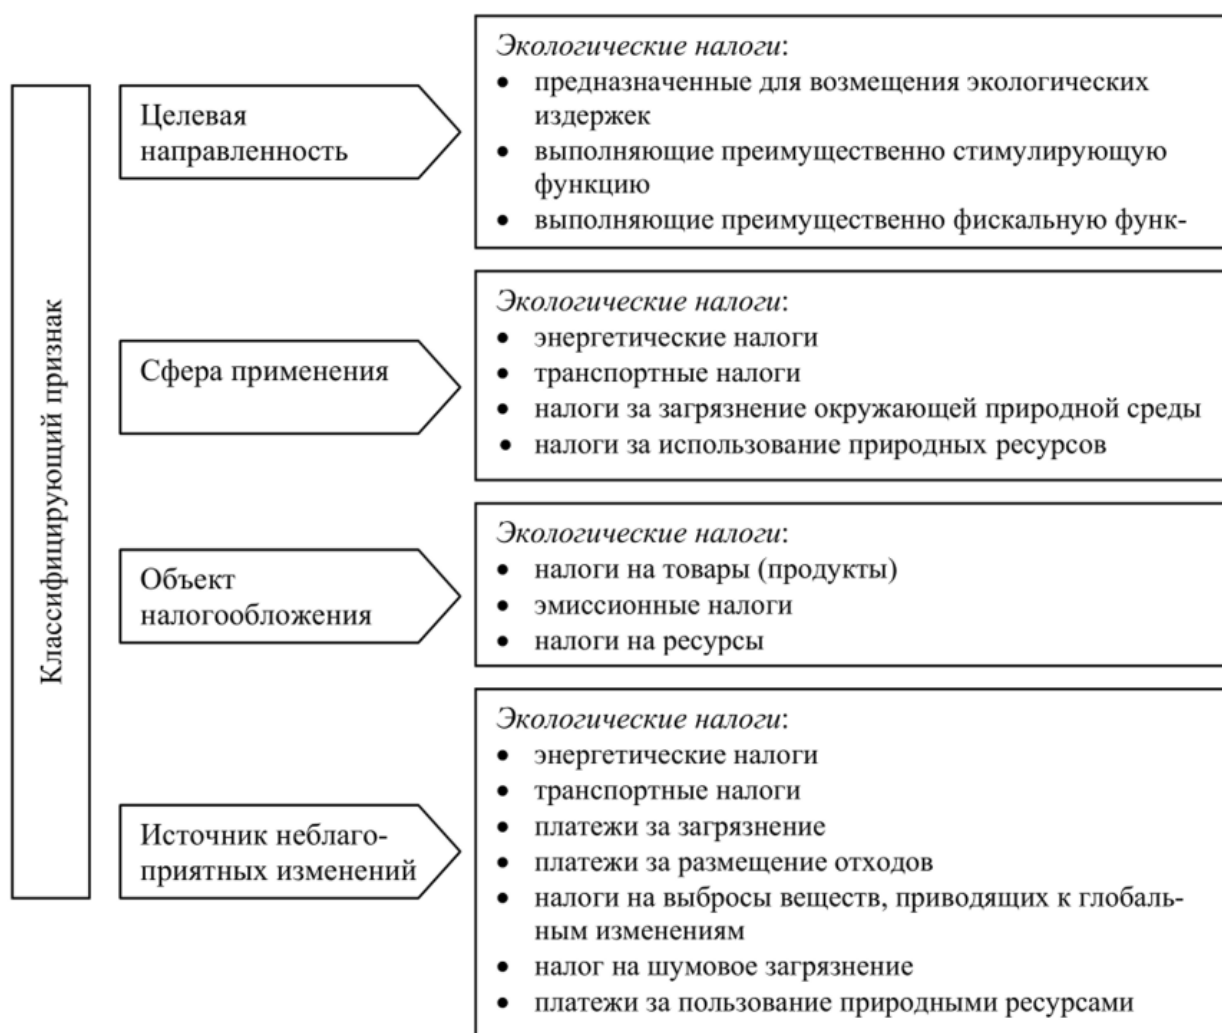 Классифицирующий признак
Целевая
направленность
Экологические налоги:
• предназначенные для возмещения экологических
издержек
• выполняющие преимущественно стимулирующую
функцию
• выполняющие преимущественно фискальную функ-
Сфера применения
Экологические налоги:
• энергетические налоги
• транспортные налоги
• налоги за загрязнение окружающей природной среды
• налоги за использование природных ресурсов
Объект
налогообложения
Экологические налоги:
• налоги на товары (продукты)
• эмиссионные налоги
• налоги на ресурсы
Источник неблаго-
приятных изменений
Экологические налоги:
• энергетические налоги
• транспортные налоги
• платежи за загрязнение
• платежи за размещение отходов
• налоги на выбросы веществ, приводящих к глобаль-
ным изменениям
• налог на шумовое загрязнение
• платежи за пользование природными ресурсами